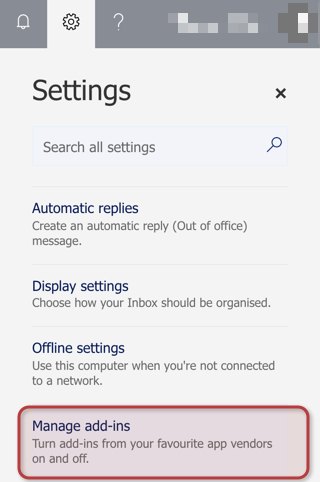 ?
Settings
×
Search all settings
Automatic replies
Create an automatic reply (Out of office)
message.
Display settings
Choose how your Inbox should be organised.
Offline settings
Use this computer when you're not connected
to a network.
Manage add-ins
Turn add-ins from your favourite app vendors
on and off.